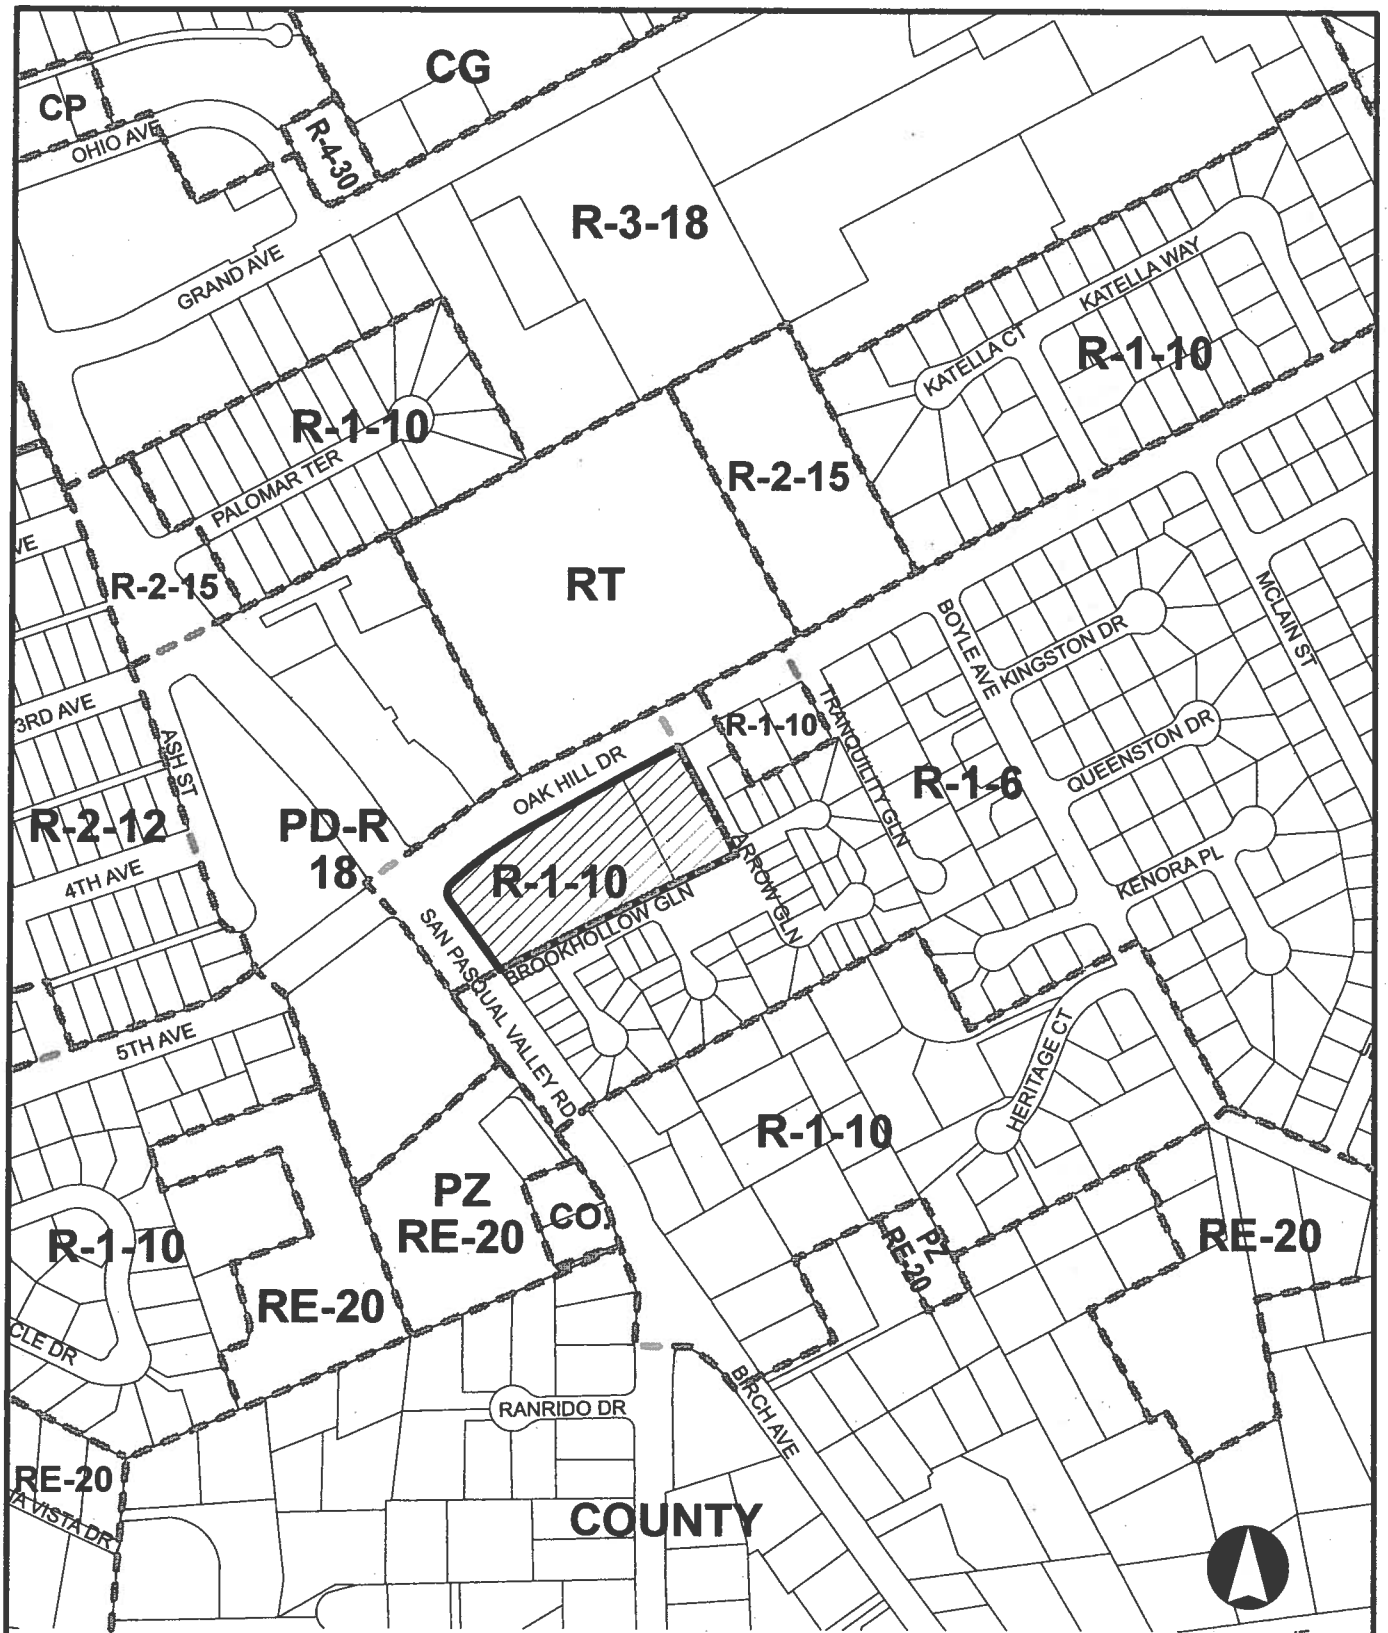 CG
CP
OHIO AVE
R-4-30
R-3-18
GRAND AVE
KATELLA WAY
KATELLA CT
R-1-10
R-1-10
PALOMAR TER
R-2-15
VE
R-2-15
RT
BOYLE AVE
KINGSTON DR
MCLAIN ST
3RD AVE
ASH ST
R-1-10
TRANQUILITY GLN
QUEENSTON DR
R-1-6
OAK HILL DR
R-2-12
PD-R
18
4TH AVE
R-1-10
ARROW GLN
KENORA PL
BROOKHOLLOW GLN
SAN PASQUAL VALLEY RD
5TH AVE
HERITAGE CT
R-1-10
PZ
RE-20
CO
R-1-10
PZ
RE-20
RE-20
RE-20
CLE DR
BIRCH AVE
RANRIDO DR
RE-20
IA VISTA DR
COUNTY